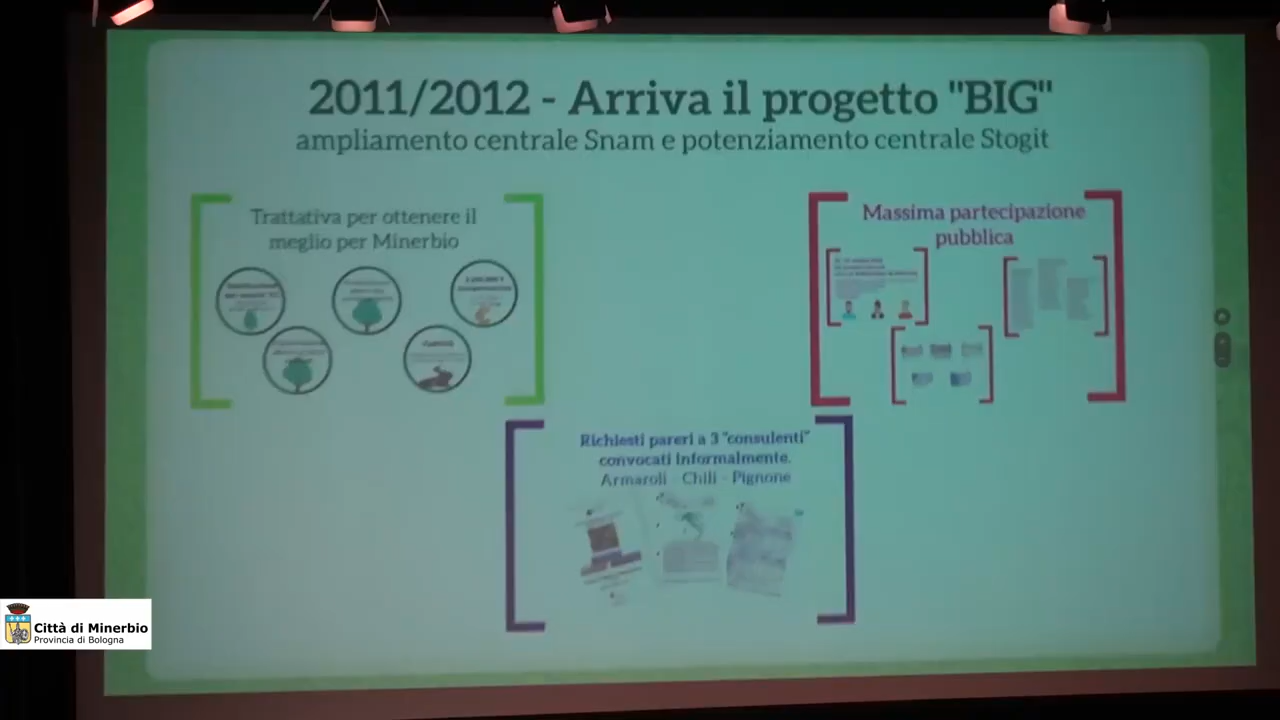 2011/2012 - Arriva il progetto "BIG"
ampliamento centrale Snam e potenziamento centrale Stogit
Trattativa per ottenere il
meglio per Minerbio
Massima partecipazione
pubblica
Richiesti pareri a 3 "consulenti"
convocati informalmente.
Armaroli - Chili - Pignone
Città di Minerbio
Provincia di Bologna